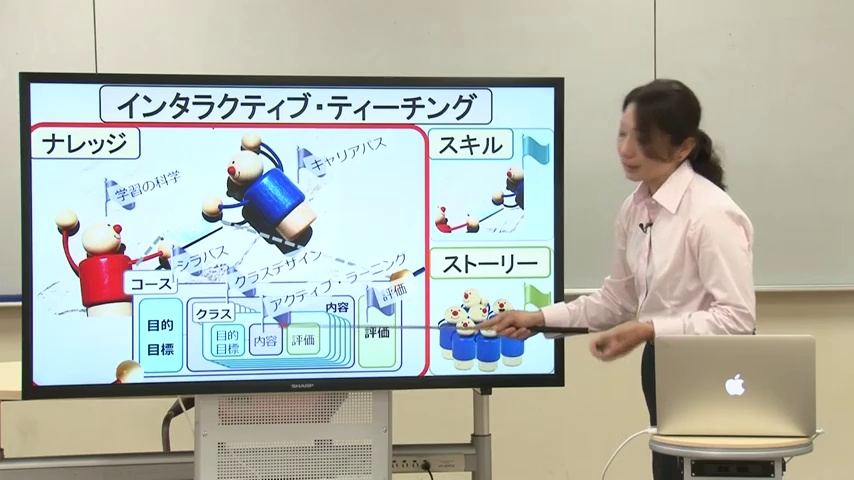 インタラクティブ・ティーチング
ナレッジ
スキル
学習の科学
キャリアパス
シラバス
クラスデザイン
アクティブ・ラーニング
評価
ストーリー
コース
目的
目標
クラス
内容
目的
目標
内容
評価
評価
SHARP